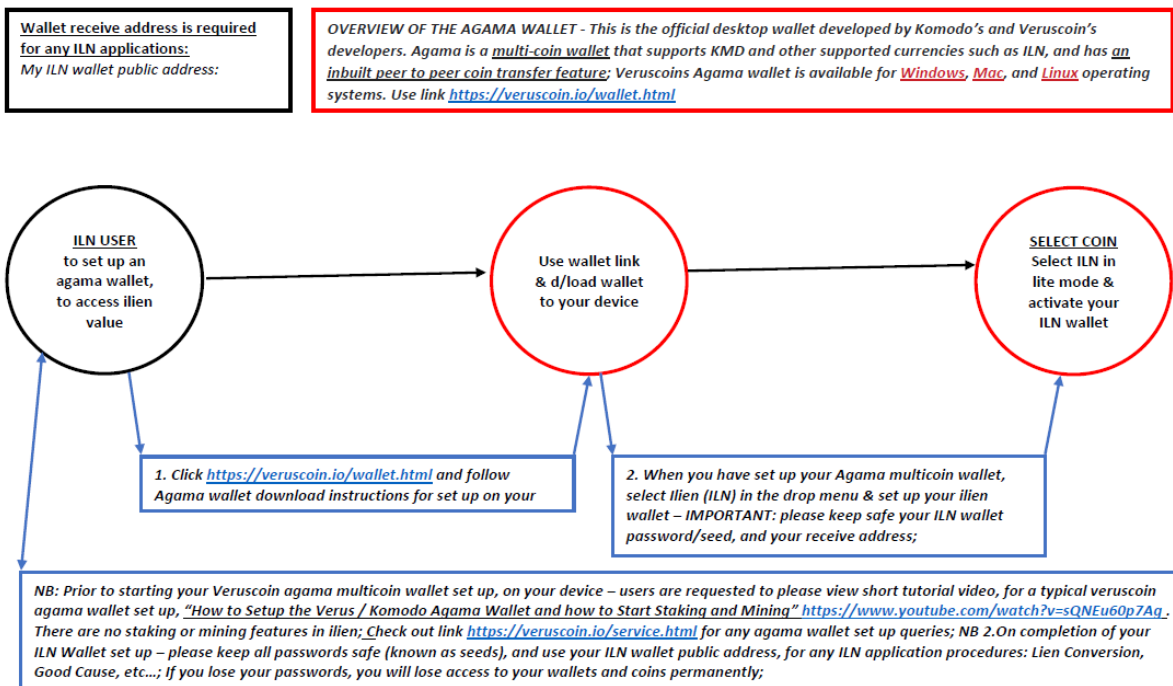 Wallet receive address is required
for any ILN applications:
My ILN wallet public address:
OVERVIEW OF THE AGAMA WALLET - This is the official desktop wallet developed by Komodo's and Veruscoin's
developers. Agama is a multi-coin wallet that supports KMD and other supported currencies such as ILN, and has an
inbuilt peer to peer coin transfer feature; Veruscoins Agama wallet is available for Windows, Mac, and Linux operating
systems. Use link https://veruscoin.io/wallet.html
ILN USER
to set up an
agama wallet,
to access ilien
value
Use wallet link
& d/load wallet
to your device
SELECT COIN
Select ILN in
lite mode &
activate your
ILN wallet
1. Click https://veruscoin.io/wallet.html and follow
Agama wallet download instructions for set up on your
2. When you have set up your Agama multicoin wallet,
select Ilien (ILN) in the drop menu & set up your ilien
wallet – IMPORTANT: please keep safe your ILN wallet
password/seed, and your receive address;
NB: Prior to starting your Veruscoin agama multicoin wallet set up, on your device – users are requested to please view short tutorial video, for a typical veruscoin
agama wallet set up, "How to Setup the Verus / Komodo Agama Wallet and how to Start Staking and Mining" https://www.youtube.com/watch?v=sQNEu60p7Ag .
There are no staking or mining features in ilien; Check out link https://veruscoin.io/service.html for any agama wallet set up queries; NB 2.On completion of your
ILN Wallet set up – please keep all passwords safe (known as seeds), and use your ILN wallet public address, for any ILN application procedures: Lien Conversion,
Good Cause, etc...; If you lose your passwords, you will lose access to your wallets and coins permanently;